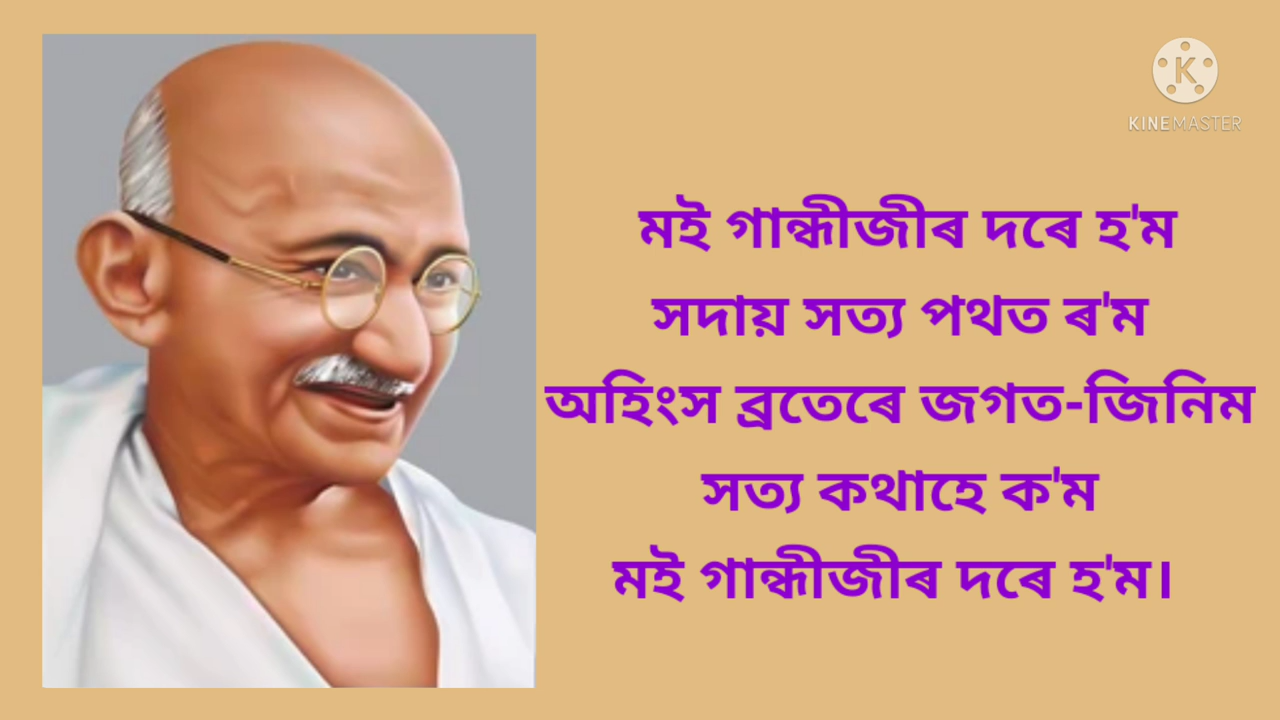 K
KINEMASTER
মই গান্ধীজীৰ দৰে হ'ম
সদায় সত্য পথত ৰ'ম
অহিংস ব্ৰতেৰে জগত-জিনিম
সত্য কথাহে ক'ম
মই গান্ধীজীৰ দৰে হ'ম।